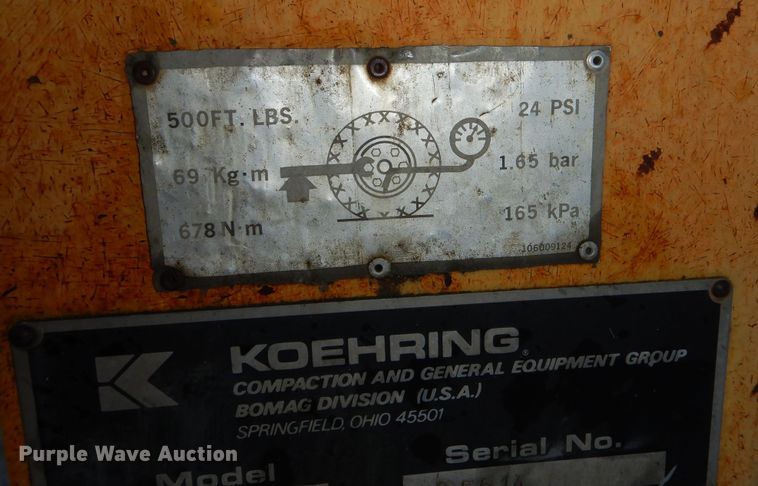 500FT. LBS.
24 PSI
69 Kg·m
1.65 bar
678 N·m
165 kPa
106009124
KOEHRING®
COMPACTION AND GENERAL EQUIPMENT GROUP
BOMAG DIVISION (U.S.A.)
SPRINGFIELD, OHIO 45501
Model
Serial No.
Purple Wave Auction